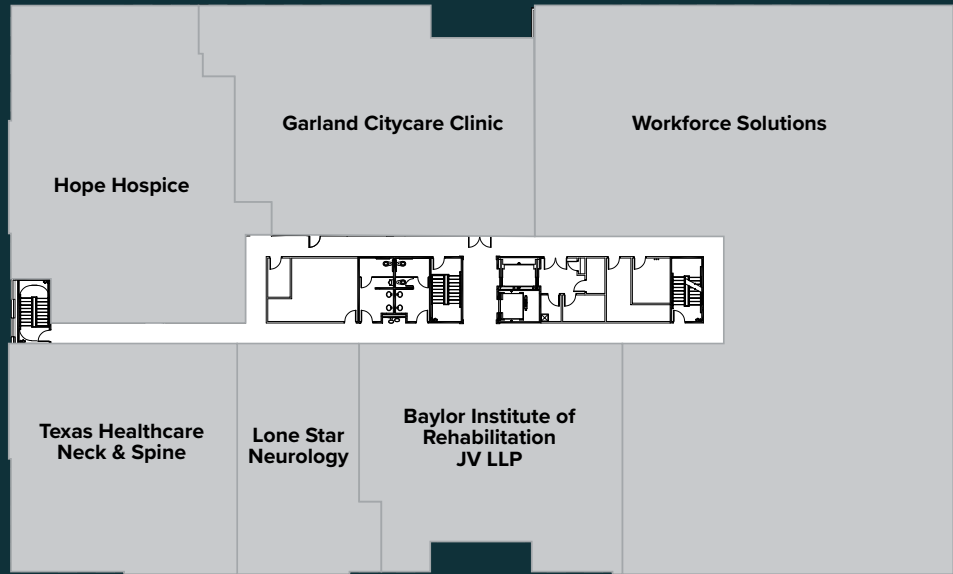 Garland Citycare Clinic
Workforce Solutions
Hope Hospice
Texas Healthcare
Neck & Spine
Lone Star
Neurology
Baylor Institute of
Rehabilitation
JV LLP